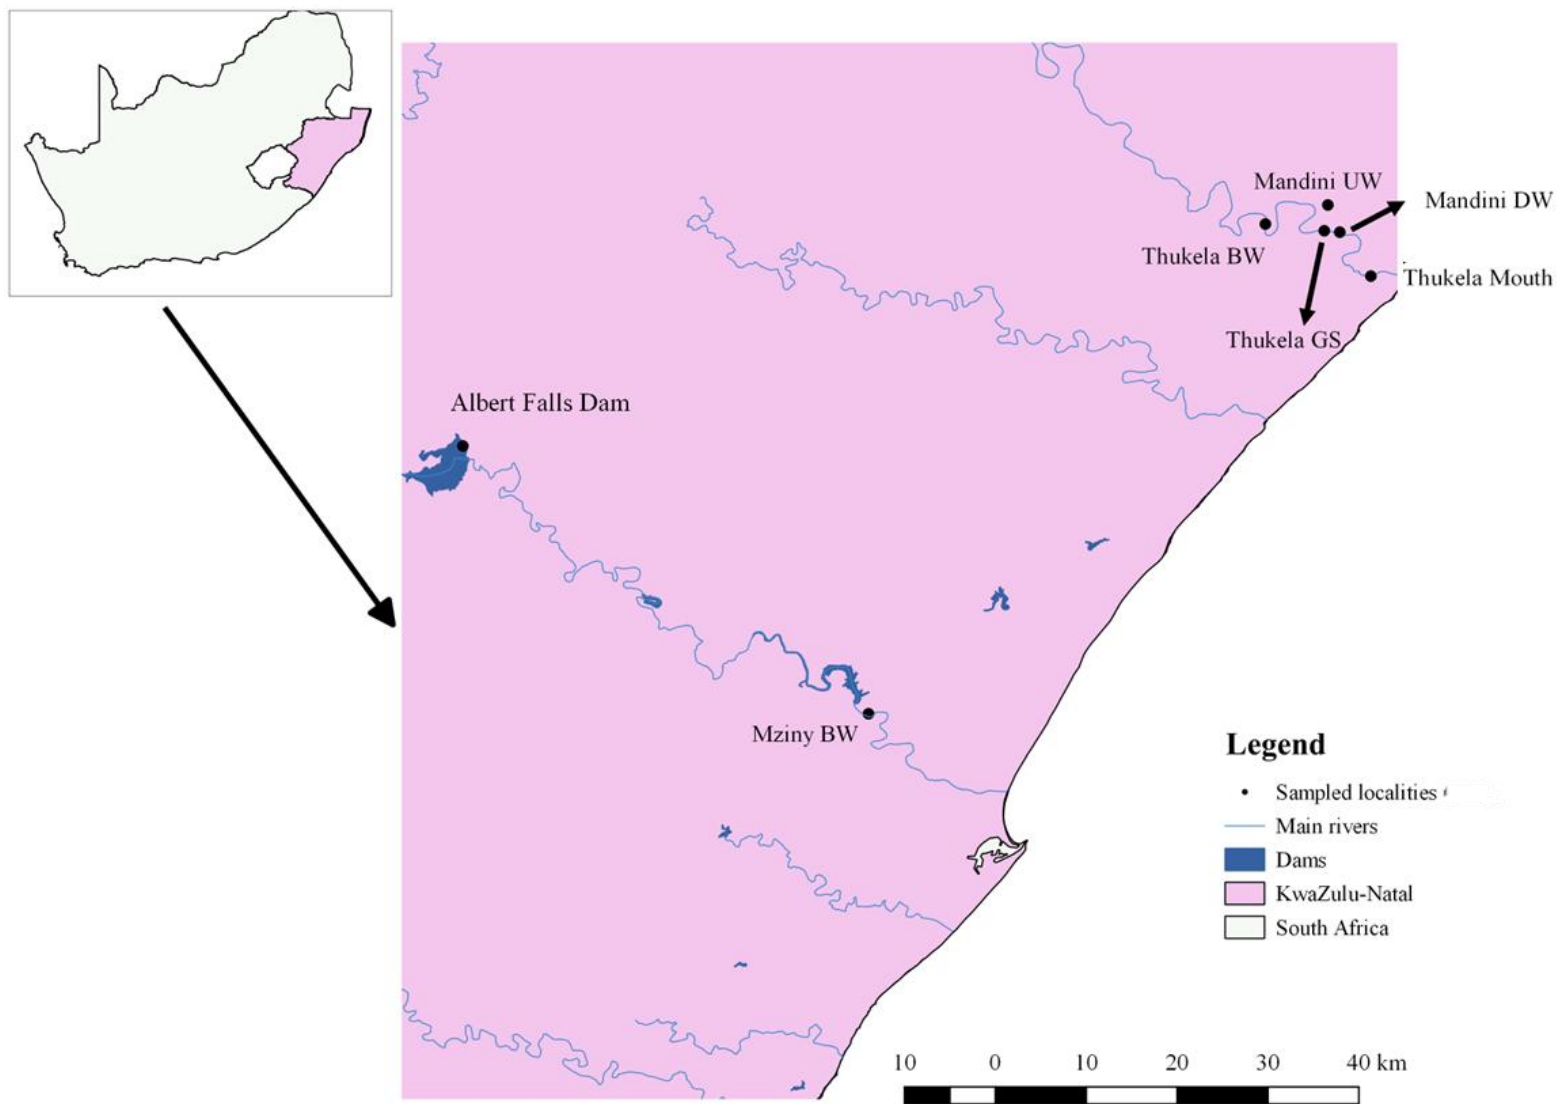 Mandini UW
Mandini DW
Thukela BW
Thukela Mouth
Thukela GS
Albert Falls Dam
Mziny BW
Legend
Sampled localities
Main rivers
Dams
KwaZulu-Natal
South Africa
10 0 10 20 30 40 km